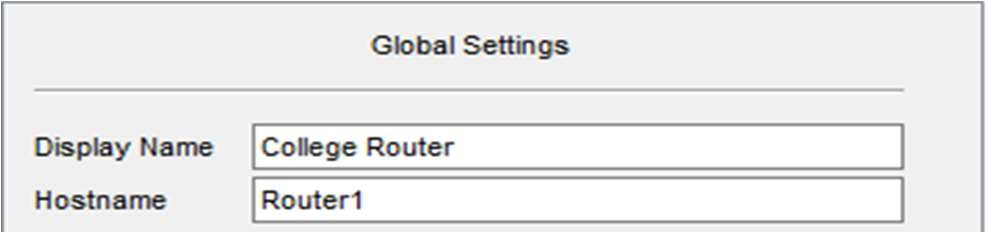 Global Settings
Display Name College Router
Hostname Router1